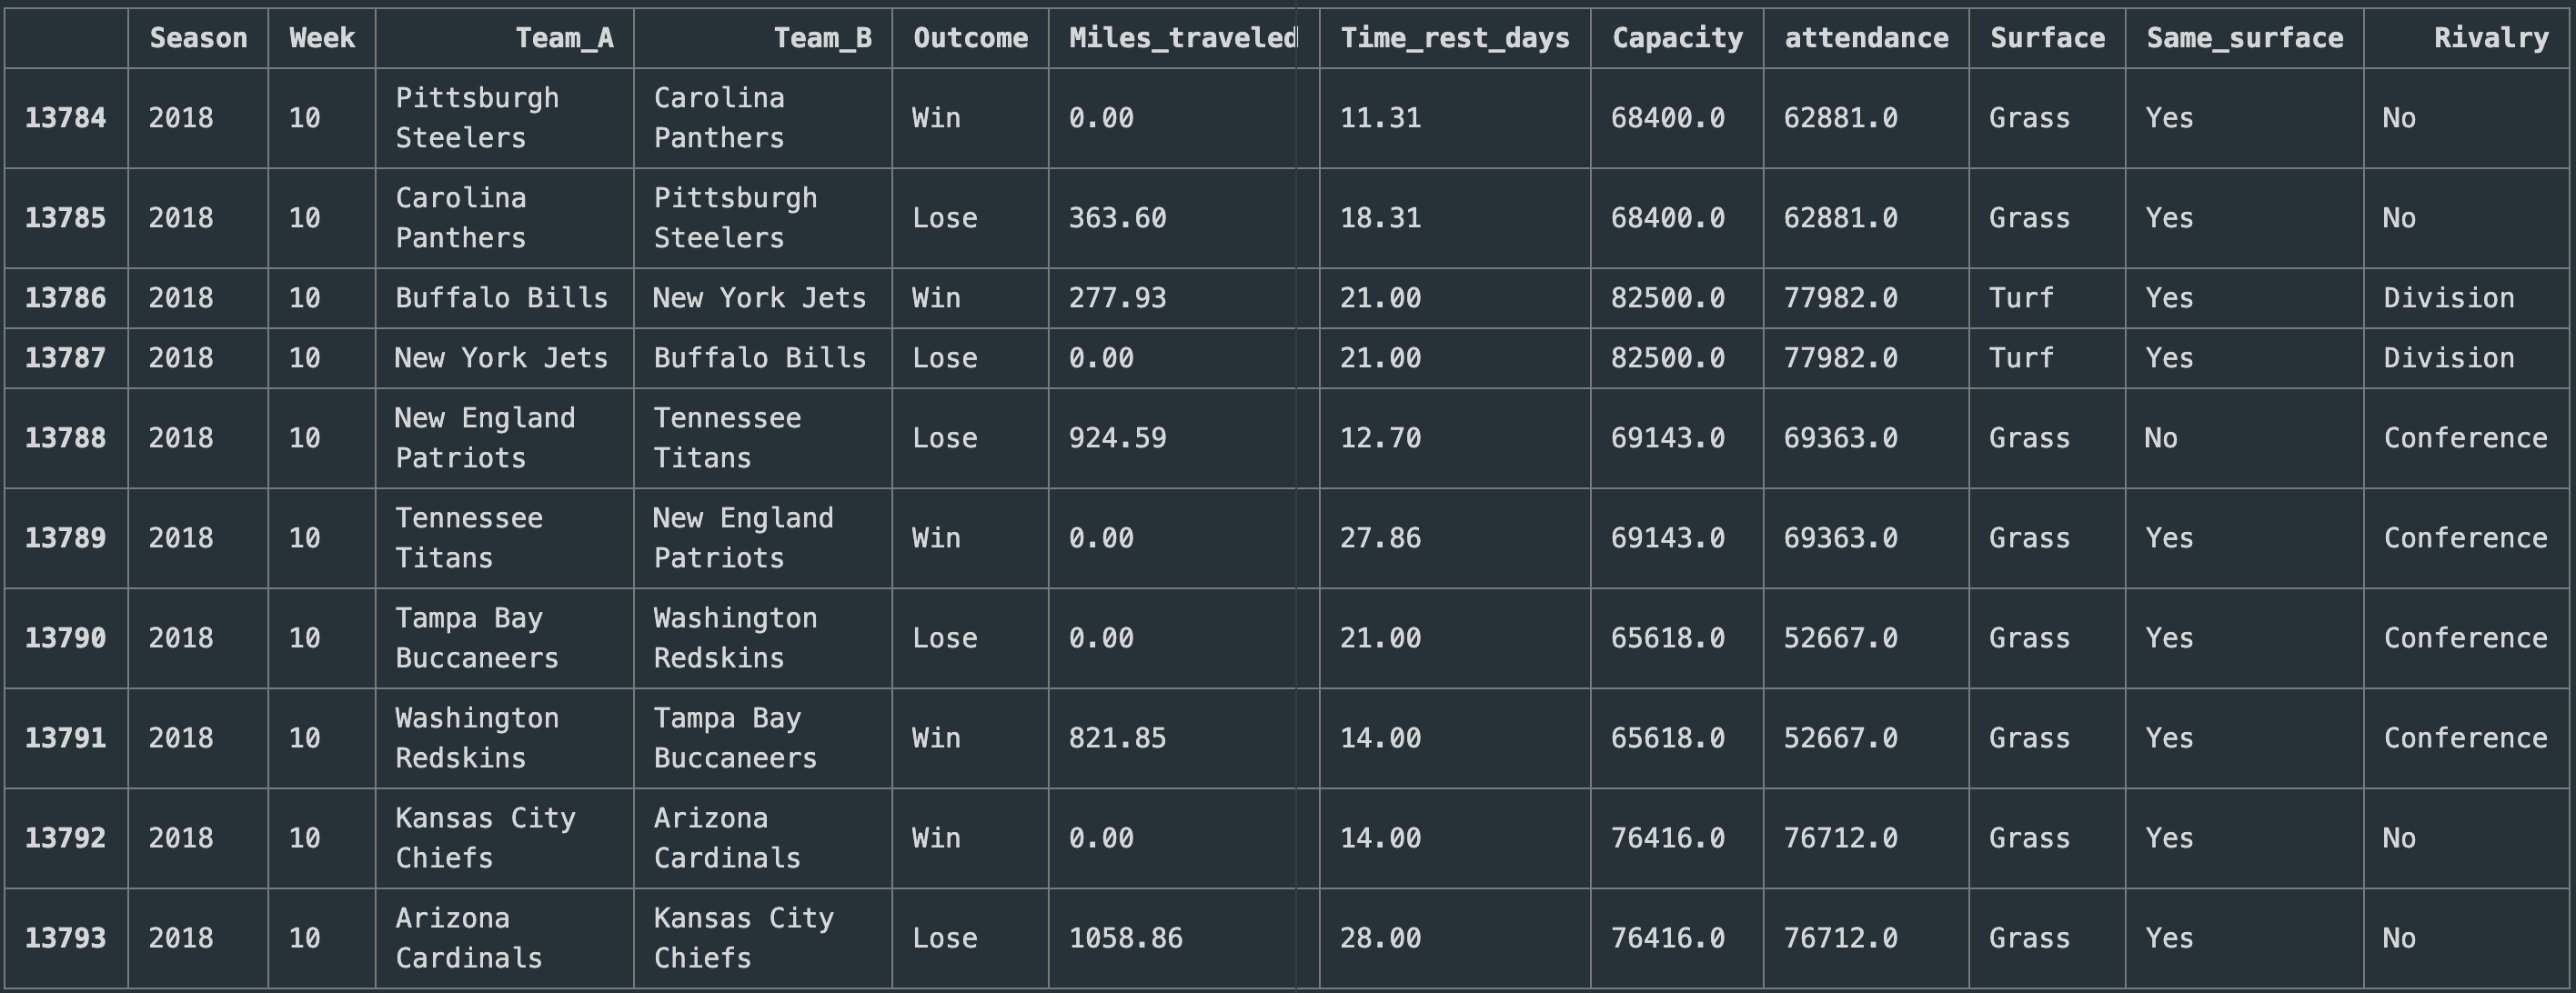 Season Week Team_A Team_B Outcome Miles_traveled Time_rest_days Capacity attendance Surface Same_surface Rivalry
13784 2018 10 Pittsburgh Steelers Carolina Panthers Win 0.00 11.31 68400.0 62881.0 Grass Yes No
13785 2018 10 Carolina Panthers Pittsburgh Steelers Lose 363.60 18.31 68400.0 62881.0 Grass Yes No
13786 2018 10 Buffalo Bills New York Jets Win 277.93 21.00 82500.0 77982.0 Turf Yes Division
13787 2018 10 New York Jets Buffalo Bills Lose 0.00 21.00 82500.0 77982.0 Turf Yes Division
13788 2018 10 New England Patriots Tennessee Titans Lose 924.59 12.70 69143.0 69363.0 Grass No Conference
13789 2018 10 Tennessee Titans New England Patriots Win 0.00 27.86 69143.0 69363.0 Grass Yes Conference
13790 2018 10 Tampa Bay Buccaneers Washington Redskins Lose 0.00 21.00 65618.0 52667.0 Grass Yes Conference
13791 2018 10 Washington Redskins Tampa Bay Buccaneers Win 821.85 14.00 65618.0 52667.0 Grass Yes Conference
13792 2018 10 Kansas City Chiefs Arizona Cardinals Win 0.00 14.00 76416.0 76712.0 Grass Yes No
13793 2018 10 Arizona Cardinals Kansas City Chiefs Lose 1058.86 28.00 76416.0 76712.0 Grass Yes No